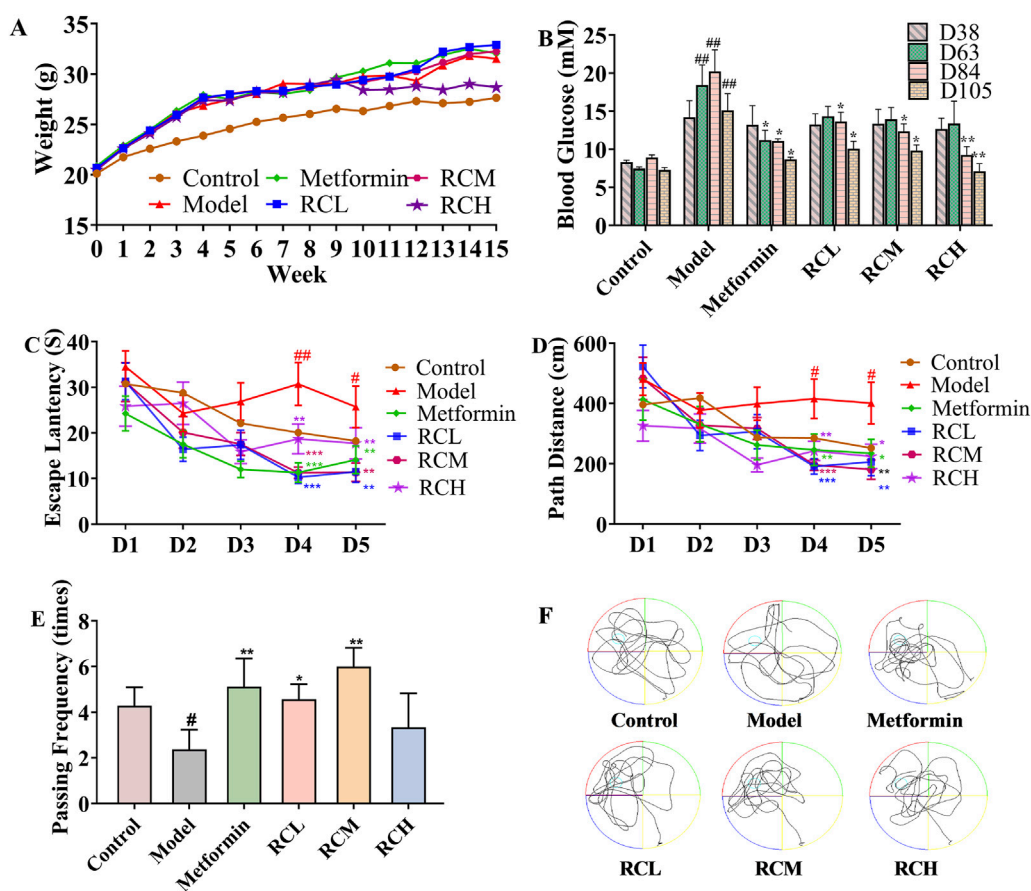 A
Weight (g)
35
30
25
20
15
Control
Metformin
RCM
Model
RCL
RCH
0 1 2 3 4 5 6 7 8 9 10 11 12 13 14 15
Week
B
Blood Glucose (mM)
25
20
15
10
5
0
D38
D63
D84
D105
## ## ## * * * * * * * ** **
Control Model Metformin RCL RCM RCH
C
Escape Lantency (S)
40
30
20
10
0
##
#
**
***
***
***
**
**
**
**
Control
Model
Metformin
RCL
RCM
RCH
D1 D2 D3 D4 D5
D
Path Distance (cm)
600
400
200
0
#
#
**
**
***
***
*
*
**
**
Control
Model
Metformin
RCL
RCM
RCH
D1 D2 D3 D4 D5
E
Passing Frequency (times)
8
6
4
2
0
# ** * **
Control Model Metformin RCL RCM RCH
F
Control Model Metformin
RCL RCM RCH